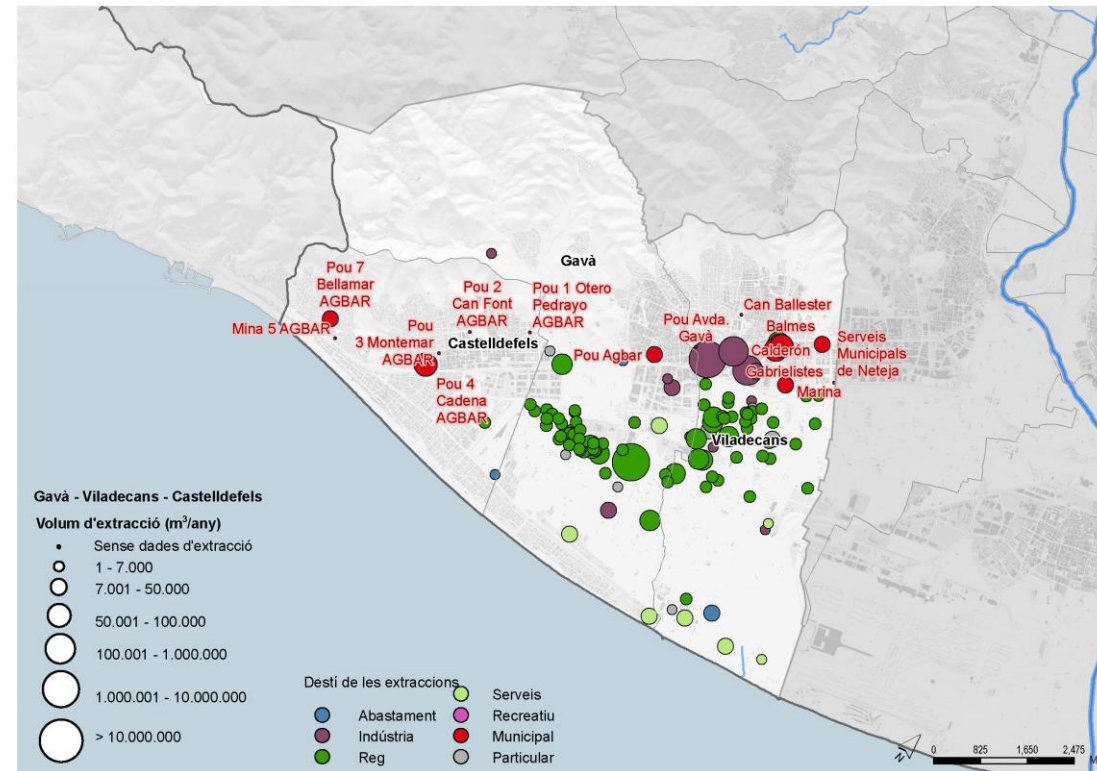 Gavà
Pou 7
Bellamar
AGBAR
Mina 5 AGBAR
Pou
3 Montemar
AGBAR
Pou 2
Can Font
AGBAR
Pou 1 Otero
Pedrayo
AGBAR
Castelldefels
Pou 4
Cadena
AGBAR
Pou Agbar
Pou Avda.
Gavà
Can Ballester
Balmes
Calderón
Gabrielistes
Marina
Serveis
Municipals
de Neteja
Viladecans
Gavà - Viladecans - Castelldefels
Volum d'extracció (m³/any)
Sense dades d'extracció
1 - 7.000
7.001 - 50.000
50.001 - 100.000
100.001 - 1.000.000
1.000.001 - 10.000.000
> 10.000.000
Destí de les extraccions
Abastament
Indústria
Reg
Serveis
Recreatiu
Municipal
Particular
N
0 825 1,650 2,475
M